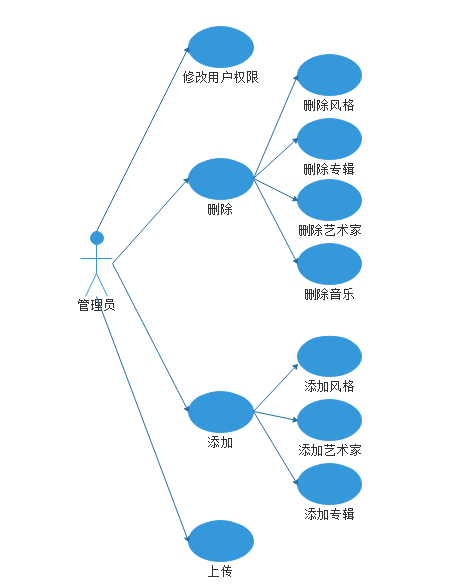 修改用户权限
删除风格
删除专辑
删除
删除艺术家
删除音乐
管理员
添加风格
添加
添加艺术家
添加专辑
上传